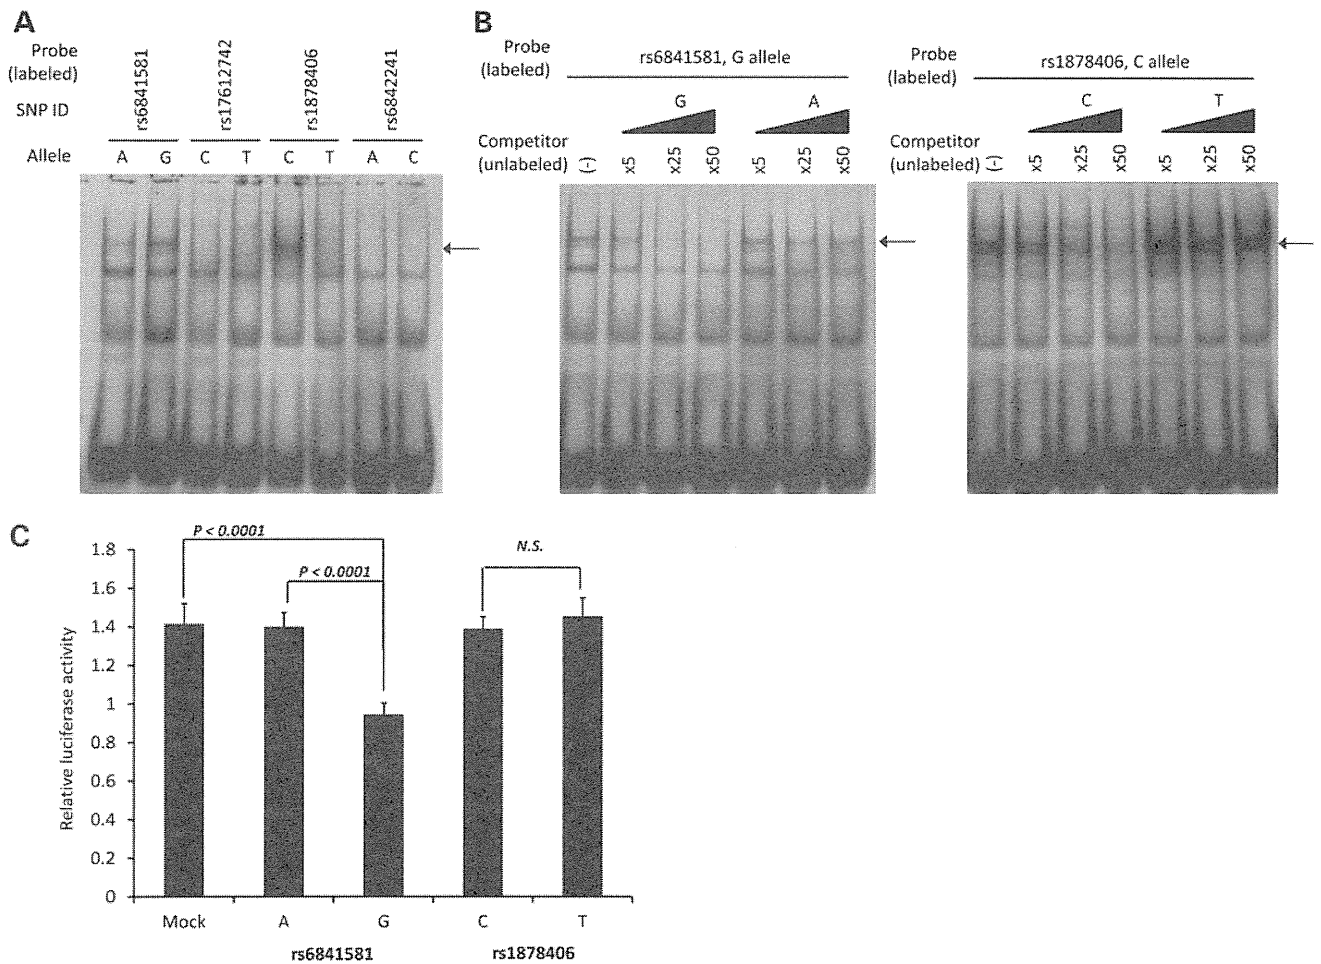 A
Probe
(labeled)
SNP ID
rs6841581
rs17612742
rs1878406
rs6842241
Allele
A G C T C T A C
B
Probe
(labeled)
rs6841581, G allele
G A
Competitor
(unlabeled)
(-) x5 x25 x50 x5 x25 x50
Probe
(labeled)
rs1878406, C allele
C T
Competitor
(unlabeled)
(-) x5 x25 x50 x5 x25 x50
C
P < 0.0001
P < 0.0001
N.S.
Relative luciferase activity
1.8
1.6
1.4
1.2
1
0.8
0.6
0.4
0.2
0
Mock A G C T
rs6841581 rs1878406